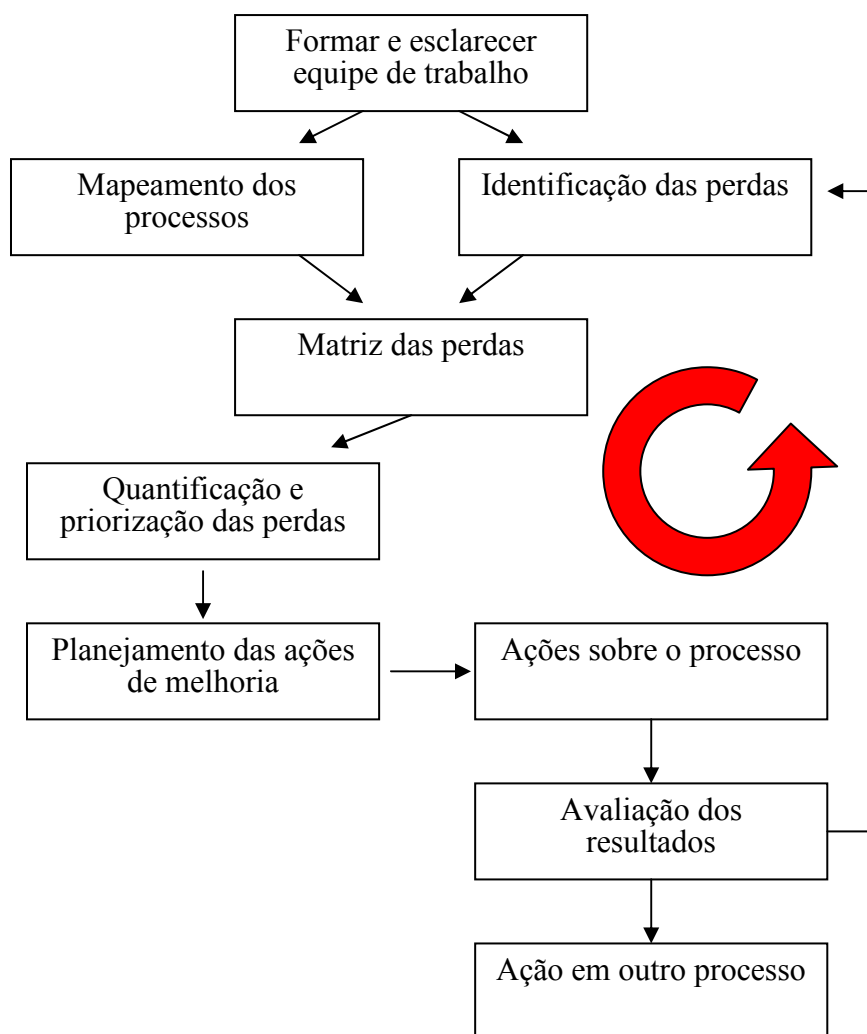 Formar e esclarecer
equipe de trabalho
Mapeamento dos
processos
Identificação das perdas
Matriz das perdas
Quantificação e
priorização das perdas
Planejamento das ações
de melhoria
Ações sobre o processo
Avaliação dos
resultados
Ação em outro processo